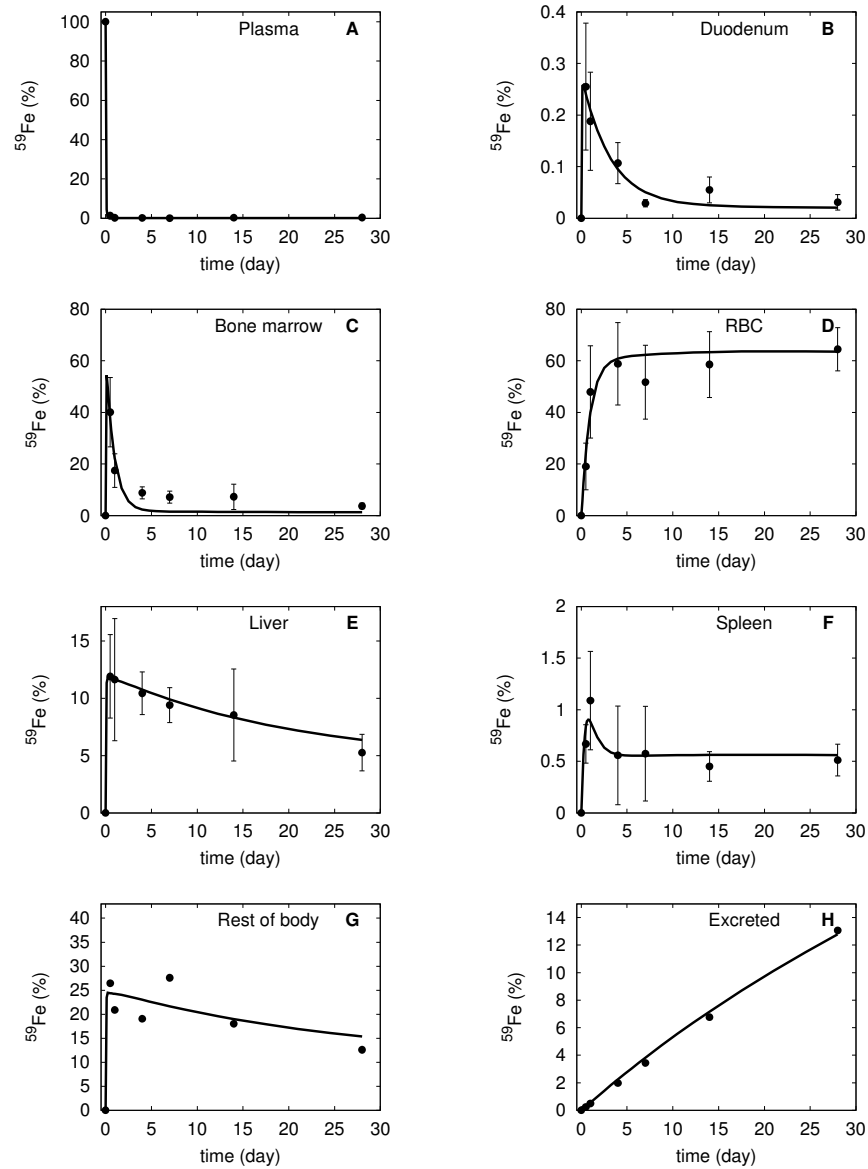 Plasma A
100
80
60
40
20
0
⁵⁹Fe (%)
0 5 10 15 20 25 30
time (day)
Duodenum B
0.4
0.3
0.2
0.1
0
⁵⁹Fe (%)
0 5 10 15 20 25 30
time (day)
Bone marrow C
80
60
40
20
0
⁵⁹Fe (%)
0 5 10 15 20 25 30
time (day)
RBC D
80
60
40
20
0
⁵⁹Fe (%)
0 5 10 15 20 25 30
time (day)
Liver E
15
10
5
0
⁵⁹Fe (%)
0 5 10 15 20 25 30
time (day)
Spleen F
2
1.5
1
0.5
0
⁵⁹Fe (%)
0 5 10 15 20 25 30
time (day)
Rest of body G
40
35
30
25
20
15
10
5
0
⁵⁹Fe (%)
0 5 10 15 20 25 30
time (day)
Excreted H
14
12
10
8
6
4
2
0
⁵⁹Fe (%)
0 5 10 15 20 25 30
time (day)